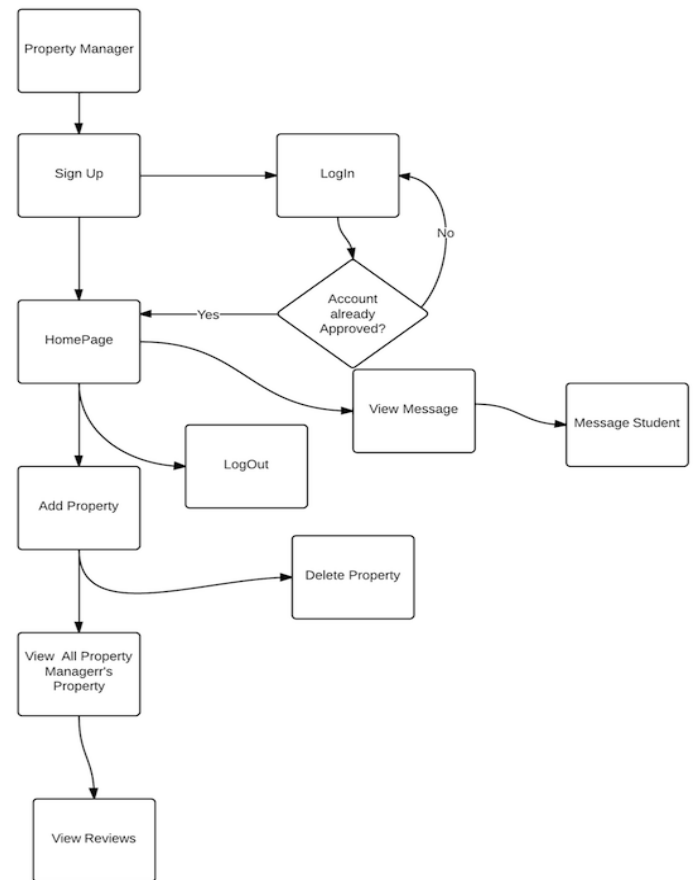 Property Manager
Sign Up
LogIn
No
Account
already
Approved?
Yes
HomePage
View Message
Message Student
LogOut
Add Property
Delete Property
View  All Property
Managerr's
Property
View Reviews